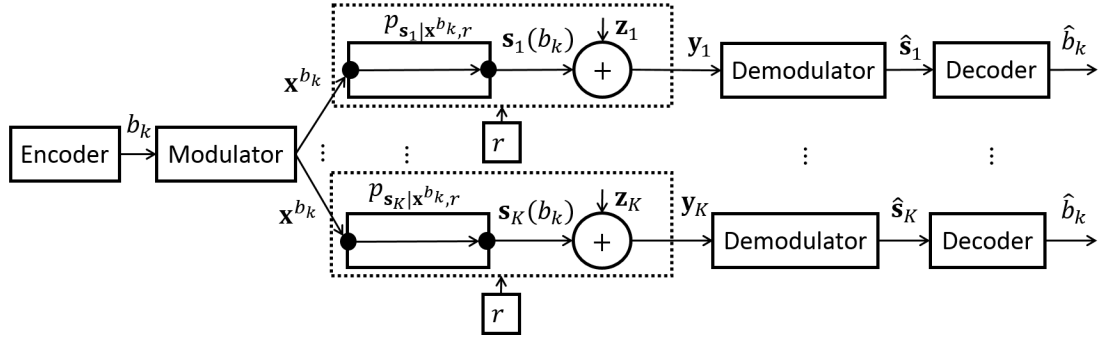 p_{𝐬_1|𝐱^{b_k},r}
𝐬_1(b_k)
𝐳_1
+
𝐲_1
Demodulator
ŝ_1
Decoder
b̂_k
𝐱^{b_k}
r
Encoder
b_k
Modulator
⋮
⋮
⋮
⋮
𝐱^{b_k}
p_{𝐬_K|𝐱^{b_k},r}
𝐬_K(b_k)
𝐳_K
+
𝐲_K
Demodulator
ŝ_K
Decoder
b̂_k
r